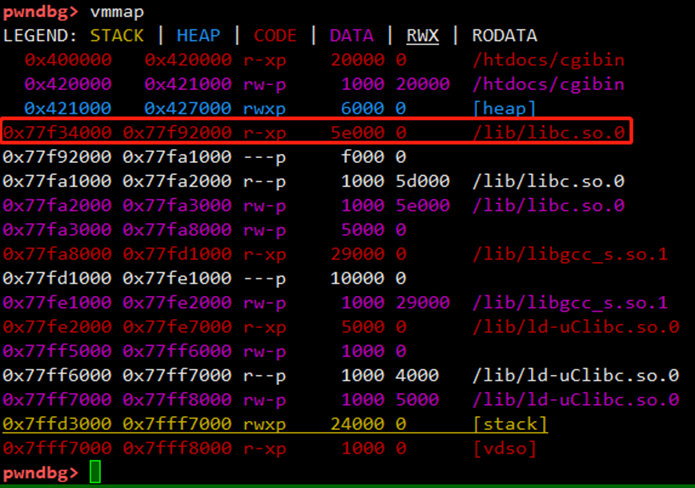 pwndbg> vmmap
LEGEND: STACK | HEAP | CODE | DATA | RWX | RODATA
0x400000 0x420000 r-xp 20000 0 /htdocs/cgibin
0x420000 0x421000 rw-p 1000 20000 /htdocs/cgibin
0x421000 0x427000 rwxp 6000 0 [heap]
0x77f34000 0x77f92000 r-xp 5e000 0 /lib/libc.so.0
0x77f92000 0x77fa1000 ---p f000 0
0x77fa1000 0x77fa2000 r--p 1000 5d000 /lib/libc.so.0
0x77fa2000 0x77fa3000 rw-p 1000 5e000 /lib/libc.so.0
0x77fa3000 0x77fa8000 rw-p 5000 0
0x77fa8000 0x77fd1000 r-xp 29000 0 /lib/libgcc_s.so.1
0x77fd1000 0x77fe1000 ---p 10000 0
0x77fe1000 0x77fe2000 rw-p 1000 29000 /lib/libgcc_s.so.1
0x77fe2000 0x77fe7000 r-xp 5000 0 /lib/ld-uClibc.so.0
0x77ff5000 0x77ff6000 rw-p 1000 0
0x77ff6000 0x77ff7000 r--p 1000 4000 /lib/ld-uClibc.so.0
0x77ff7000 0x77ff8000 rw-p 1000 5000 /lib/ld-uClibc.so.0
0x7ffd3000 0x7fff7000 rwxp 24000 0 [stack]
0x7fff7000 0x7fff8000 r-xp 1000 0 [vdso]
pwndbg>